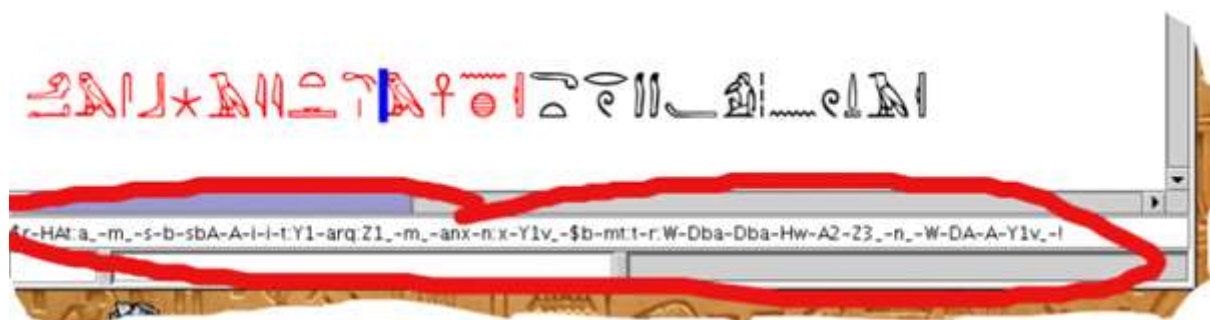 𓄂𓂝𓅓𓋴𓃀𓇼𓄿𓇋𓇋𓏏𓏛𓍱𓏤𓅓𓋹𓈖𓐍𓏜𓏏𓂋𓏲𓂭𓂭𓀁𓏥𓈖𓏲𓍑𓄿𓏜
$r-HAt:a_-m_-s-b-sbA-A-i-i-t:Y1-arq:Z1_-m_-anx-n:x-Y1v_-$b-mt:t-r:W-Dba-Dba-Hw-A2-Z3_-n_-W-DA-A-Y1v_-!